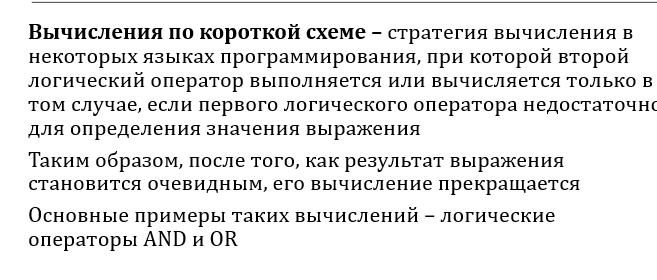 Вычисления по короткой схеме – стратегия вычисления в
некоторых языках программирования, при которой второй
логический оператор выполняется или вычисляется только в
том случае, если первого логического оператора недостаточно
для определения значения выражения
Таким образом, после того, как результат выражения
становится очевидным, его вычисление прекращается
Основные примеры таких вычислений – логические
операторы AND и OR